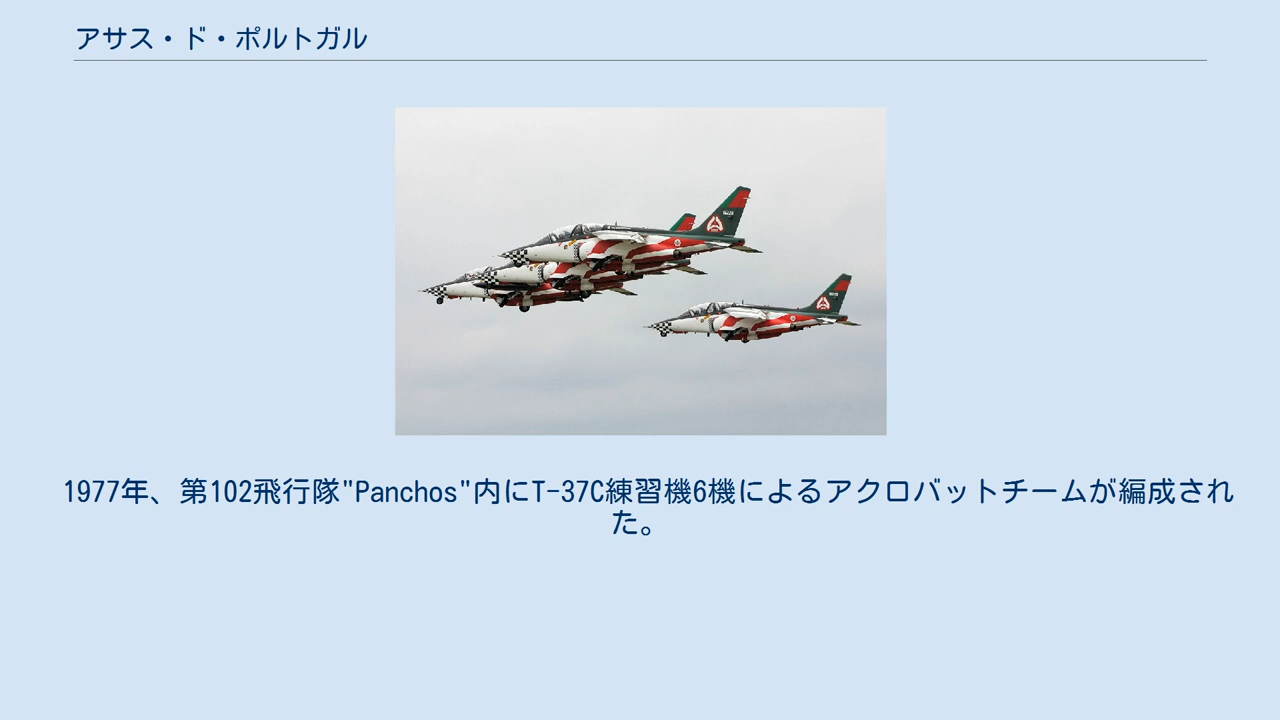 アサス・ド・ポルトガル
1977年、第102飛行隊"Panchos"内にT-37C練習機6機によるアクロバットチームが編成され
た。